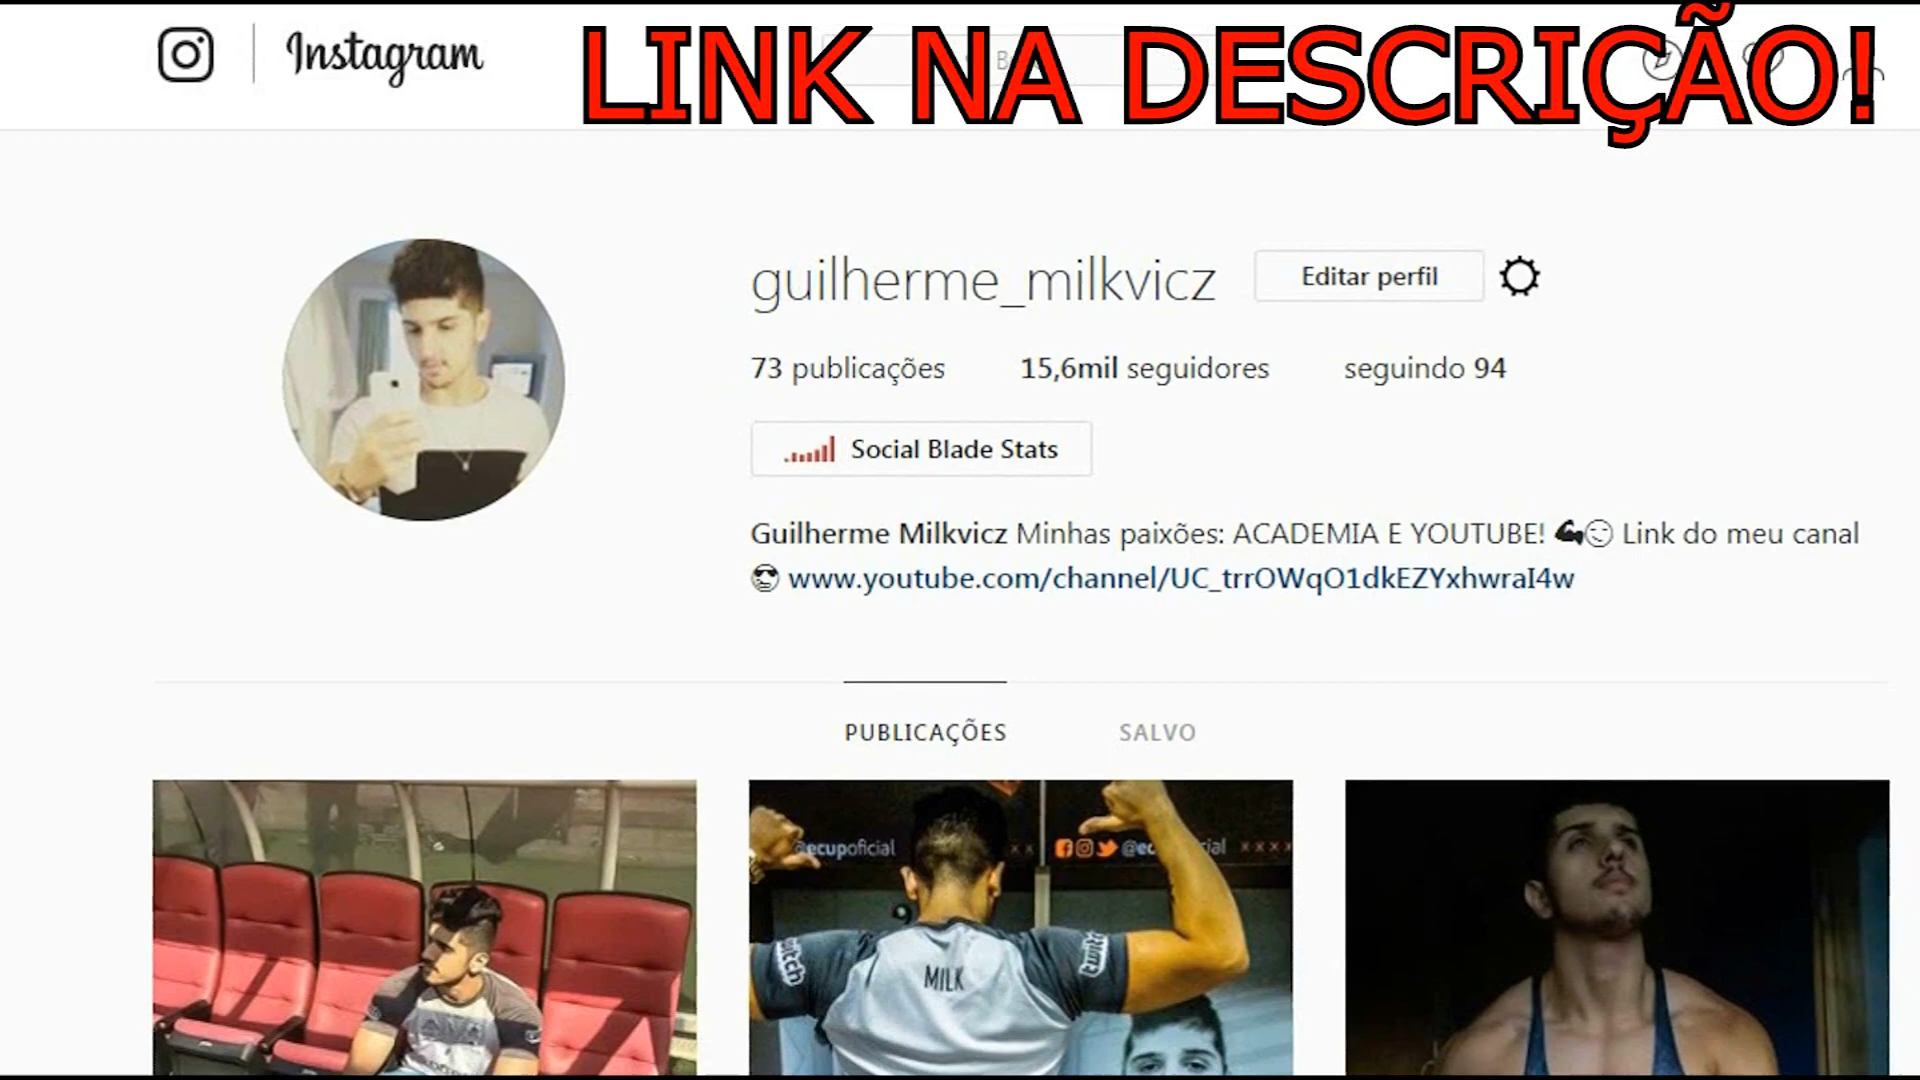 Instagram
LINK NA DESCRIÇÃO!
guilherme_milkvicz Editar perfil
73 publicações 15,6mil seguidores seguindo 94
Social Blade Stats
Guilherme Milkvicz Minhas paixões: ACADEMIA E YOUTUBE! 💪😉 Link do meu canal
😎 www.youtube.com/channel/UC_trrOWqO1dkEZYxhwraI4w
PUBLICAÇÕES SALVO
@ecupoficial
MILK
twitch